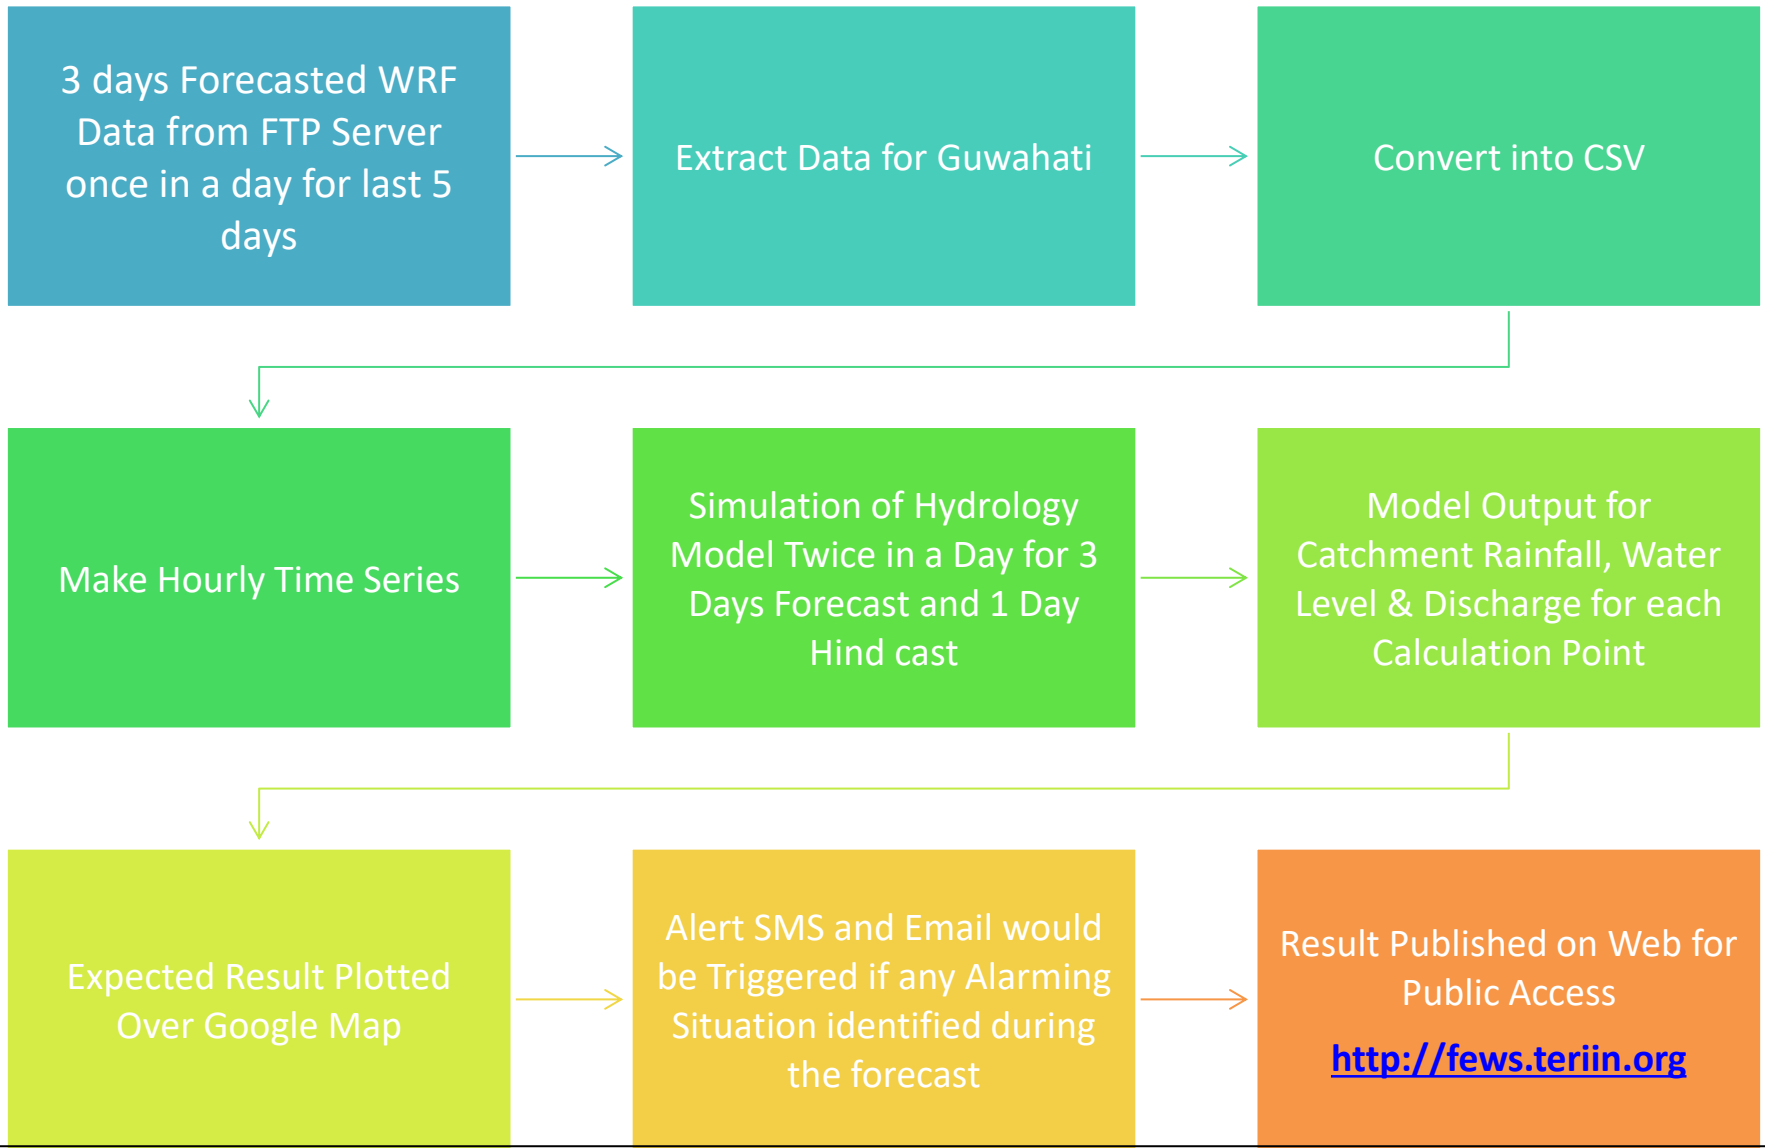 3 days Forecasted WRF
Data from FTP Server
once in a day for last 5
days
Extract Data for Guwahati
Convert into CSV
Make Hourly Time Series
Simulation of Hydrology
Model Twice in a Day for 3
Days Forecast and 1 Day
Hind cast
Model Output for
Catchment Rainfall, Water
Level & Discharge for each
Calculation Point
Expected Result Plotted
Over Google Map
Alert SMS and Email would
be Triggered if any Alarming
Situation identified during
the forecast
Result Published on Web for
Public Access
http://fews.teriin.org